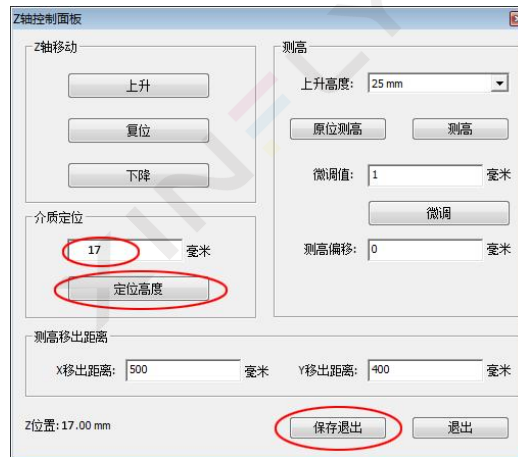 Z轴控制面板
Z轴移动
上升
复位
下降
介质定位
17 毫米
定位高度
测高
上升高度: 25 mm
原位测高 测高
微调值: 1 毫米
微调
测高偏移: 0
测高移出距离
X移出距离: 500 毫米 Y移出距离: 400 毫米
Z位置: 17.00 mm
保存退出 退出
XINFLY